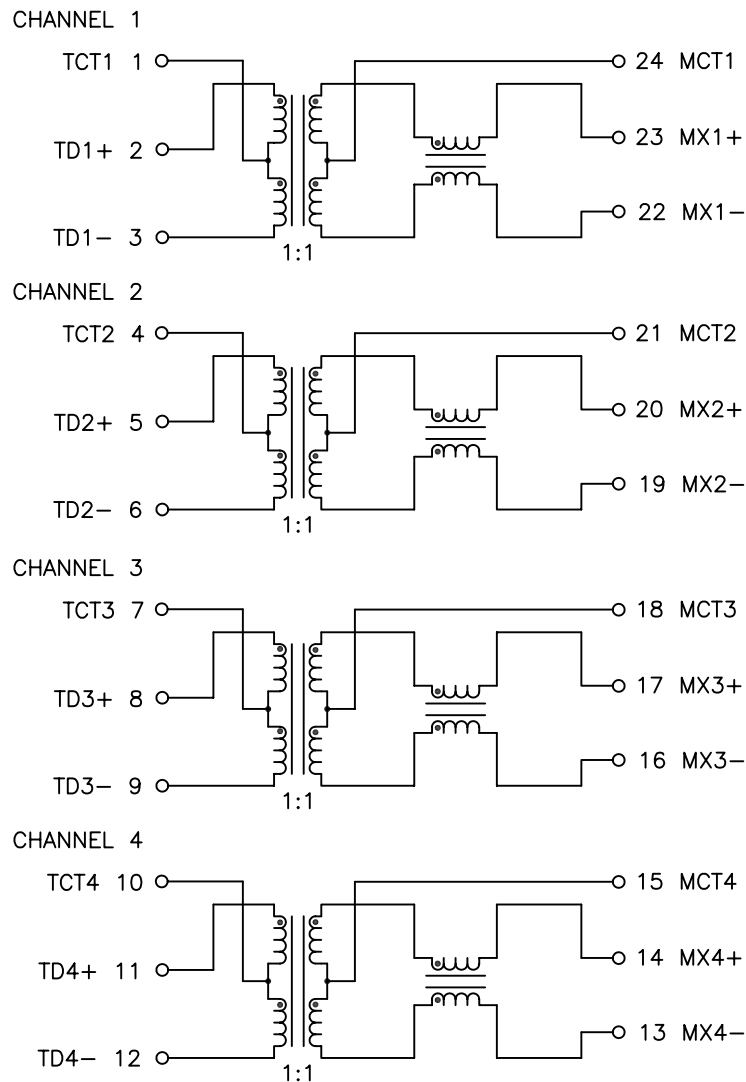 CHANNEL 1
TCT1 1
24 MCT1
TD1+ 2
23 MX1+
22 MX1−
TD1− 3
1:1
CHANNEL 2
TCT2 4
21 MCT2
TD2+ 5
20 MX2+
19 MX2−
TD2− 6
1:1
CHANNEL 3
TCT3 7
18 MCT3
TD3+ 8
17 MX3+
16 MX3−
TD3− 9
1:1
CHANNEL 4
TCT4 10
15 MCT4
TD4+ 11
14 MX4+
13 MX4−
TD4− 12
1:1